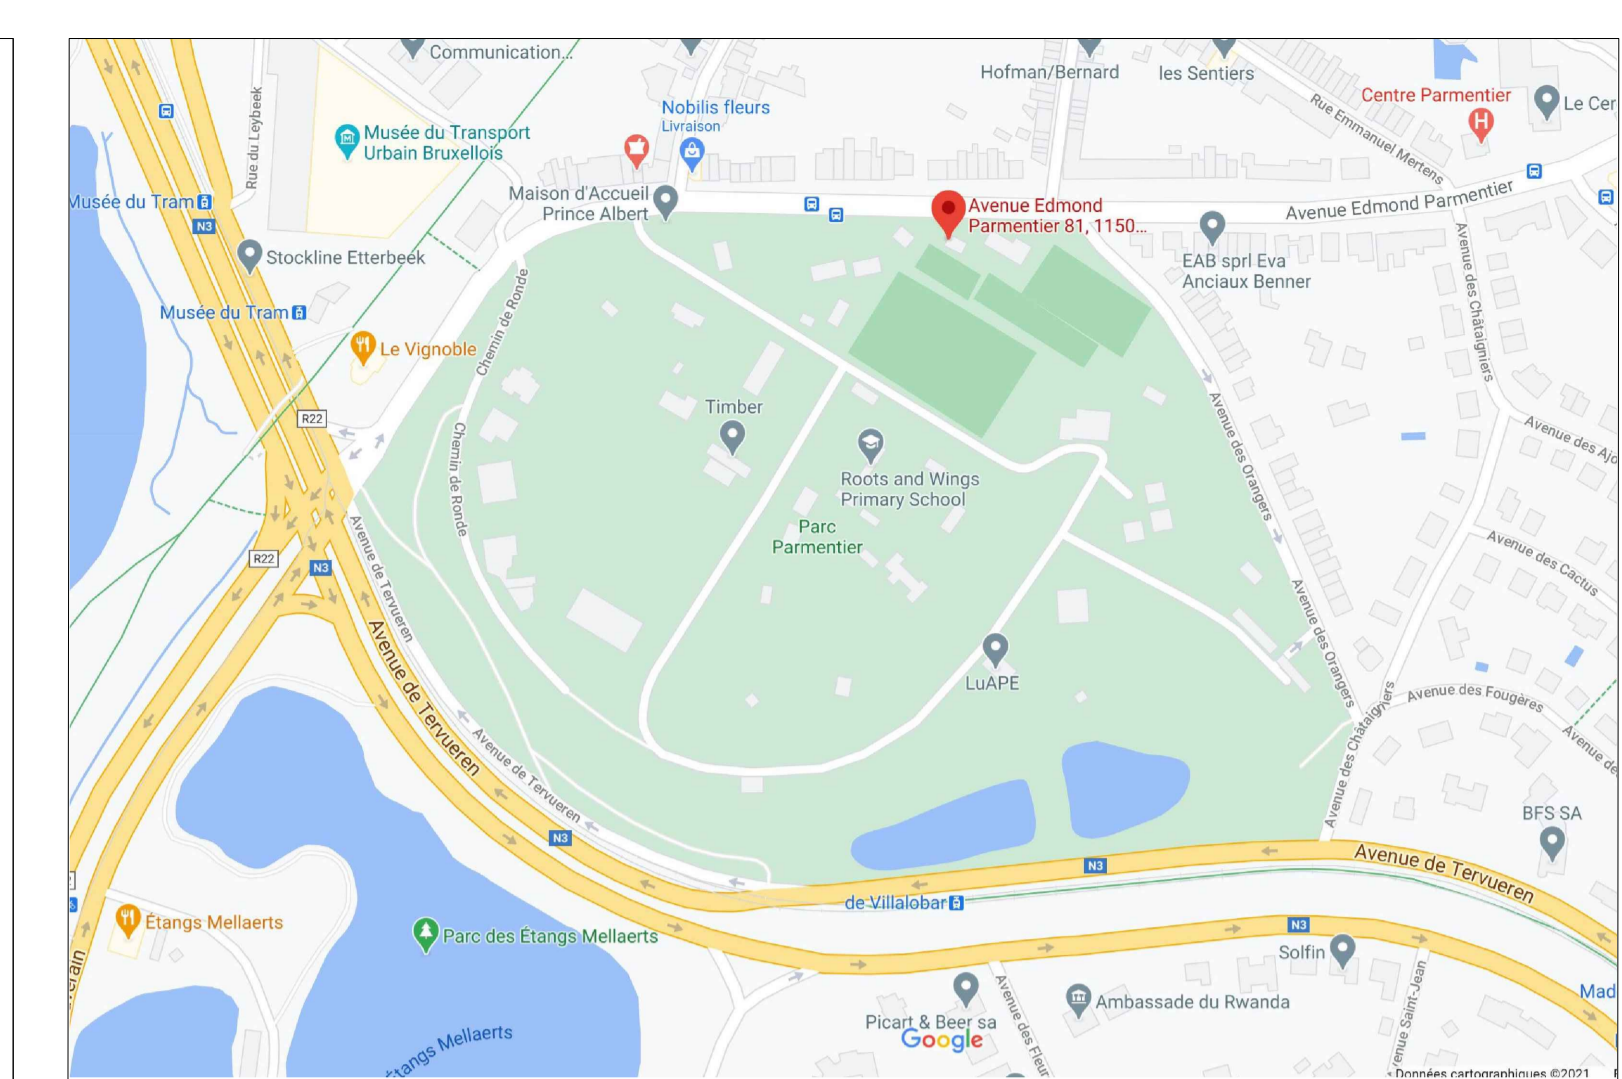 Communication...
Hofman/Bernard
les Sentiers
Centre Parmentier
Le Cer
Rue du Leybeek
Nobilis fleurs
Livraison
Rue Emmanuel Mertens
Musée du Transport
Urbain Bruxellois
H
Musée du Tram
N3
Maison d'Accueil
Prince Albert
Avenue Edmond
Parmentier 81, 1150...
Avenue Edmond Parmentier
Stockline Etterbeek
EAB sprl Eva
Anciaux Benner
Avenue des Châtaigniers
Musée du Tram
Chemin de Ronde
Le Vignoble
R22
Timber
Avenue des Orangers
Avenue des Ajo
Chemin de Ronde
Roots and Wings
Primary School
Parc
Parmentier
Avenue de Tervueren
R22
N3
Avenue des Cactus
Avenue des Orangers
Avenue de Tervueren
LuAPE
Avenue des Fougères
Avenue de
Avenue des Châtaigniers
Avenue de Tervueren
N3
N3
BFS SA
Avenue de Tervueren
de Villalobar
Étangs Mellaerts
Parc des Étangs Mellaerts
N3
Solfin
erain
Mad
Picart & Beer sa
Ambassade du Rwanda
Avenue des Fleur
enue Saint-Jean
Étangs Mellaerts
Google
Données cartographiques ©2021